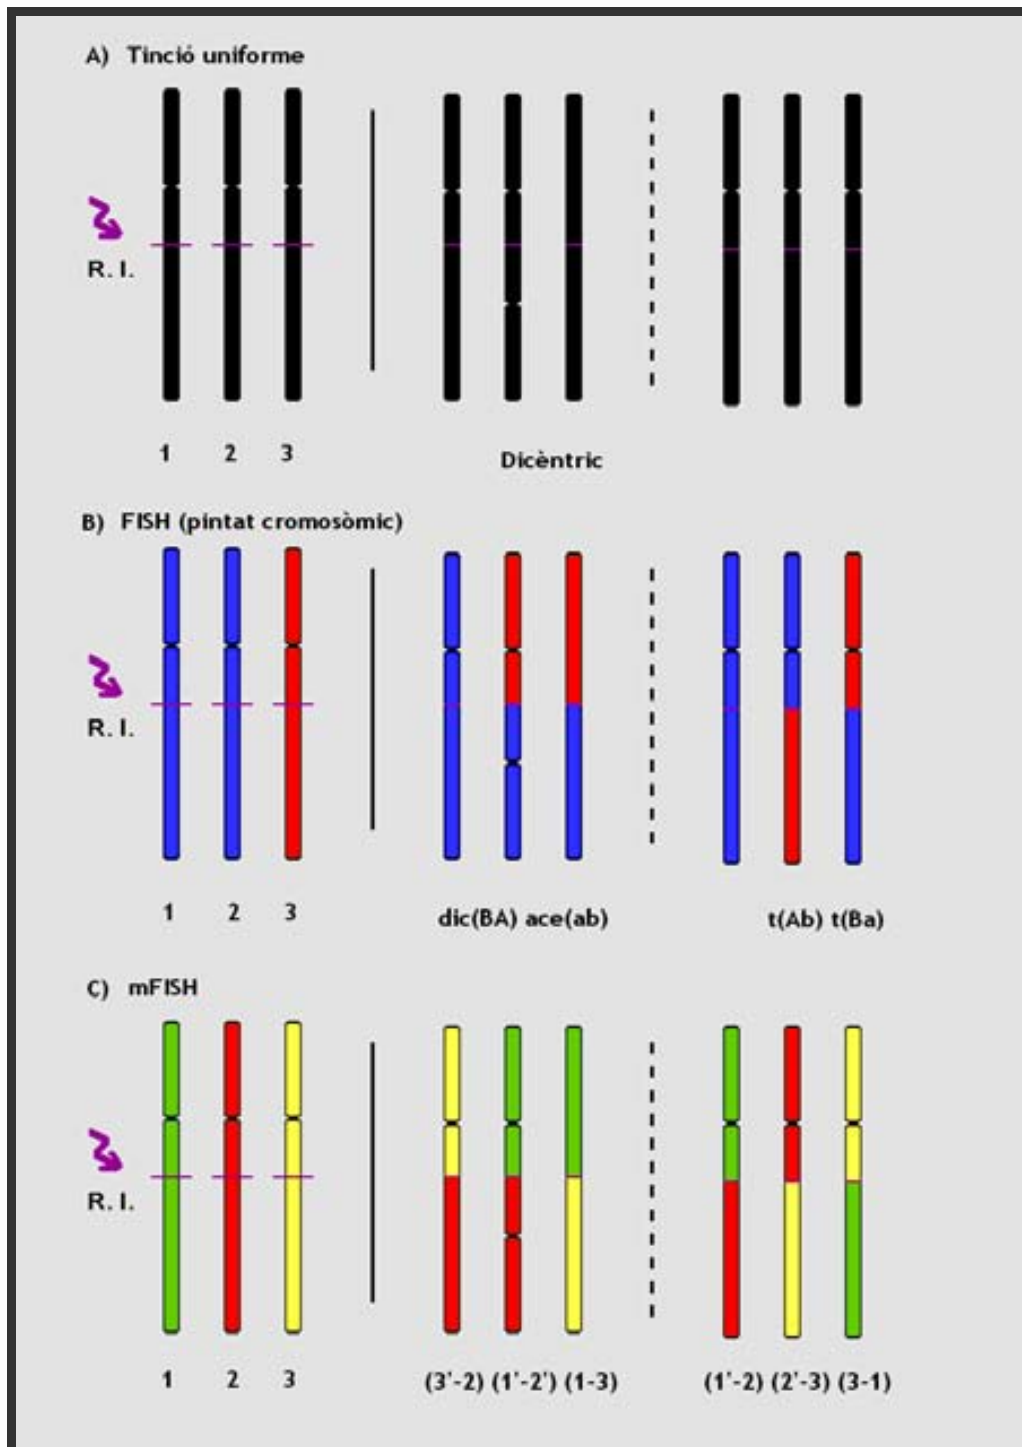 A) Tinció uniforme
R. I.
1 2 3
Dicèntric
B) FISH (pintat cromosòmic)
R. I.
1 2 3
dic(BA) ace(ab)
t(Ab) t(Ba)
C) mFISH
R. I.
1 2 3
(3'-2) (1'-2') (1-3)
(1'-2) (2'-3) (3-1)